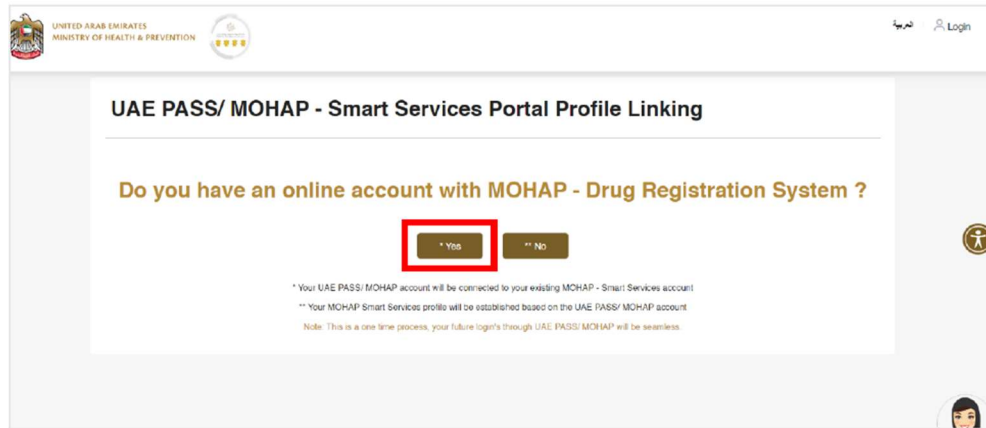 UNITED ARAB EMIRATES
MINISTRY OF HEALTH & PREVENTION
العربية
Login
UAE PASS/ MOHAP - Smart Services Portal Profile Linking
Do you have an online account with MOHAP - Drug Registration System ?
* Yes
** No
* Your UAE PASS/ MOHAP account will be connected to your existing MOHAP - Smart Services account
** Your MOHAP Smart Services profile will be established based on the UAE PASS/ MOHAP account
Note: This is a one time process, your future login's through UAE PASS/ MOHAP will be seamless.